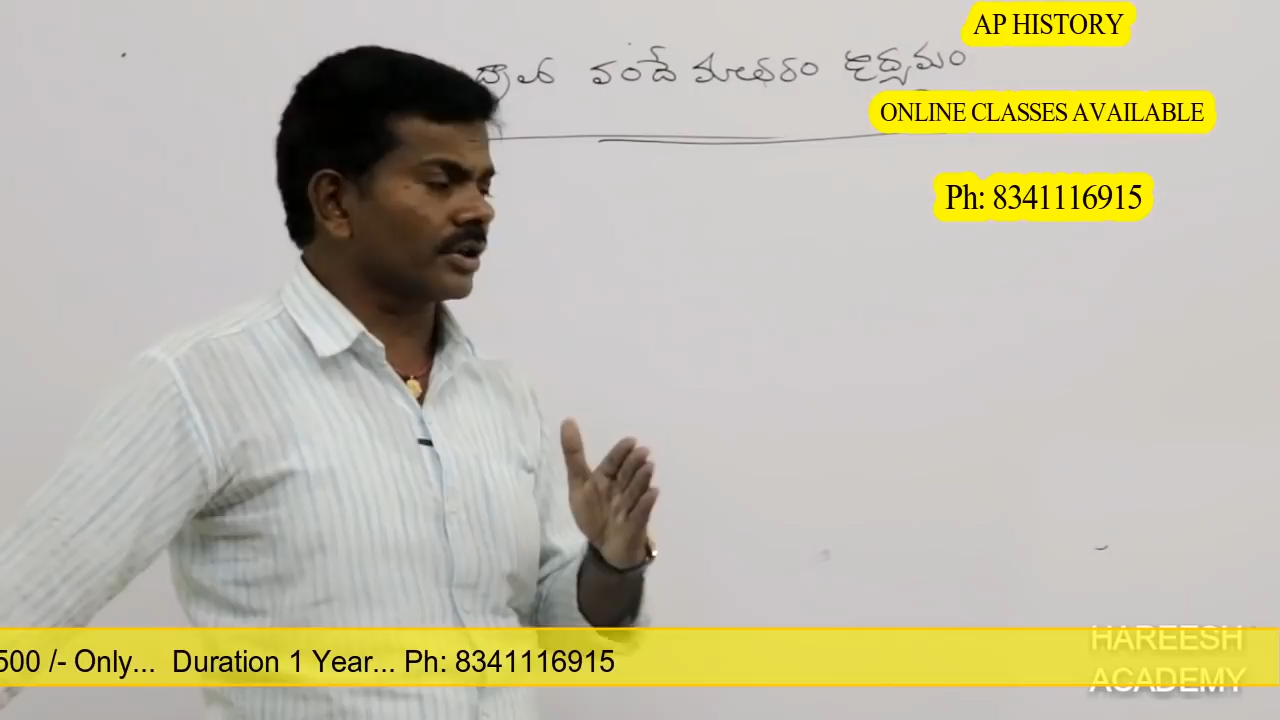 AP HISTORY
వందే మాతరం ఉద్యమం
ONLINE CLASSES AVAILABLE
Ph: 8341116915
500 /- Only... Duration 1 Year... Ph: 8341116915
HAREESH
ACADEMY